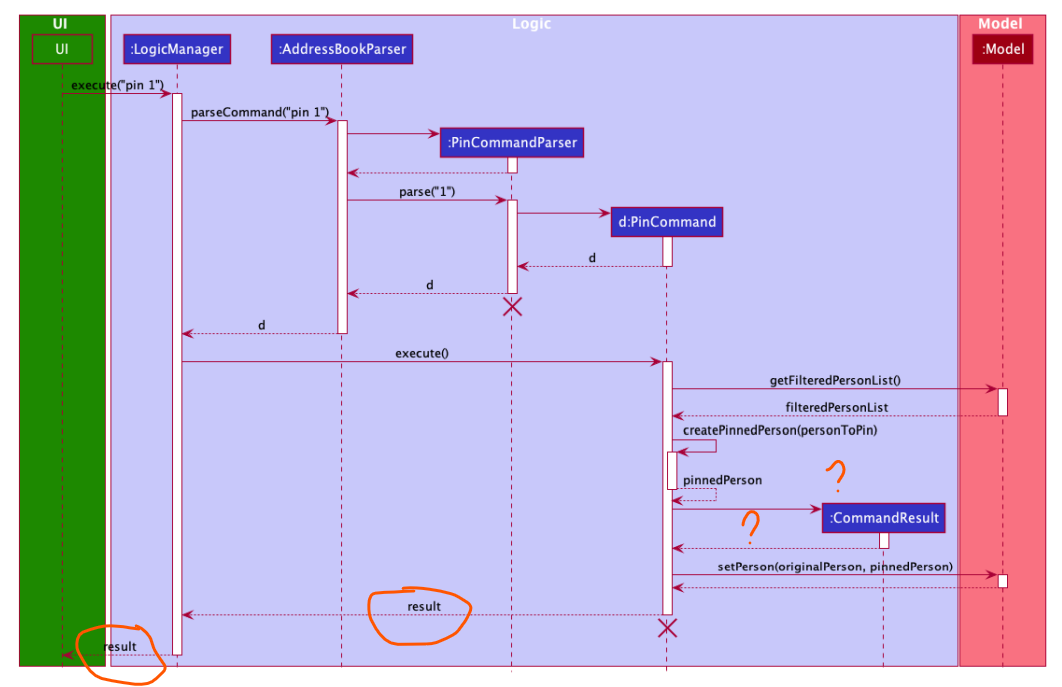 UI
Logic
Model
UI
:LogicManager
:AddressBookParser
:Model
execute("pin 1")
parseCommand("pin 1")
:PinCommandParser
parse("1")
d:PinCommand
d
d
d
execute()
getFilteredPersonList()
filteredPersonList
createPinnedPerson(personToPin)
pinnedPerson
?
:CommandResult
?
setPerson(originalPerson, pinnedPerson)
result
result